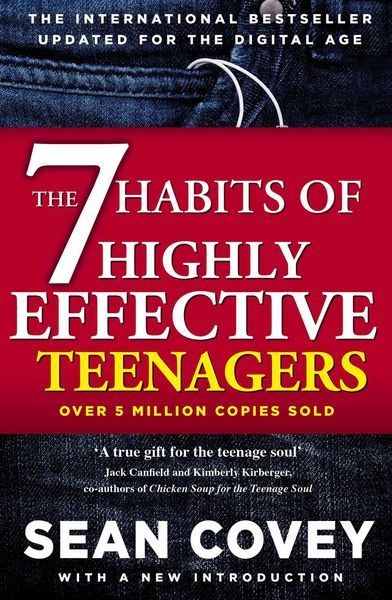 THE INTERNATIONAL BESTSELLER
UPDATED FOR THE DIGITAL AGE
THE 7 HABITS OF
HIGHLY
EFFECTIVE
TEENAGERS
OVER 5 MILLION COPIES SOLD
‘A true gift for the teenage soul’
Jack Canfield and Kimberly Kirberger,
co-authors of Chicken Soup for the Teenage Soul
SEAN COVEY
WITH A NEW INTRODUCTION